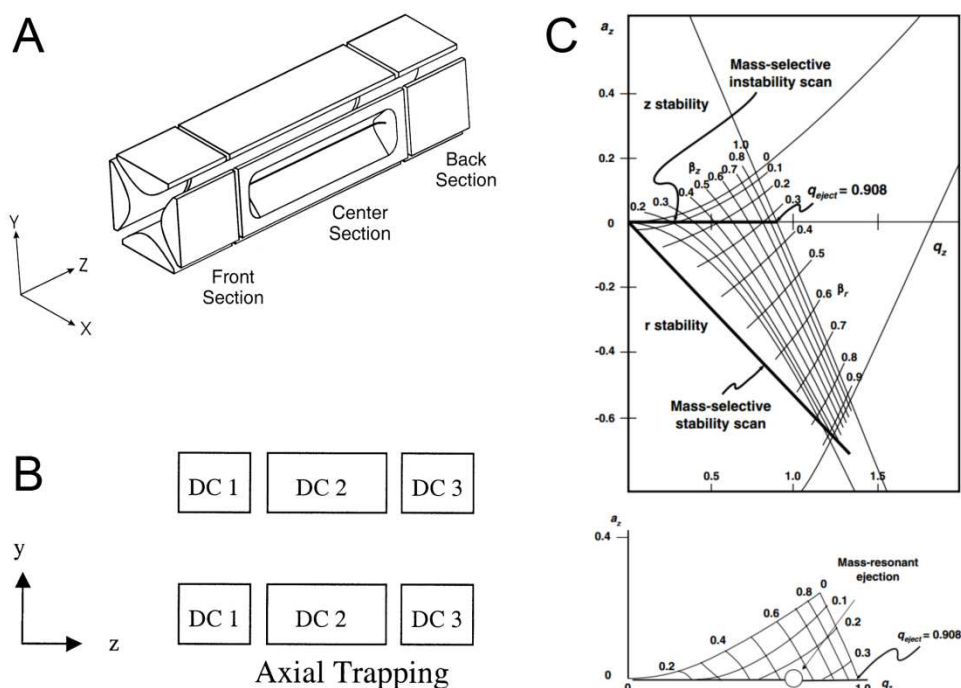 A
Y
Z
X
Front
Section
Center
Section
Back
Section
B
y
z
DC 1
DC 2
DC 3
DC 1
DC 2
DC 3
Axial Trapping
C
a_z
0.4
0.2
0
-0.2
-0.4
-0.6
Mass-selective
instability scan
z stability
β_z
1.0
0.8
0.7
0.6
0.5
0.4
0.3
0.2
0
0.1
0.2
0.3
q_eject = 0.908
0.4
q_z
0.5
0.6
β_r
0.7
0.8
0.9
r stability
Mass-selective
stability scan
0.5
1.0
1.5
a_z
0.4
Mass-resonant
ejection
0.8
0
0.6
0.1
0.4
0.2
0.2
0.3
q_eject = 0.908
0
0